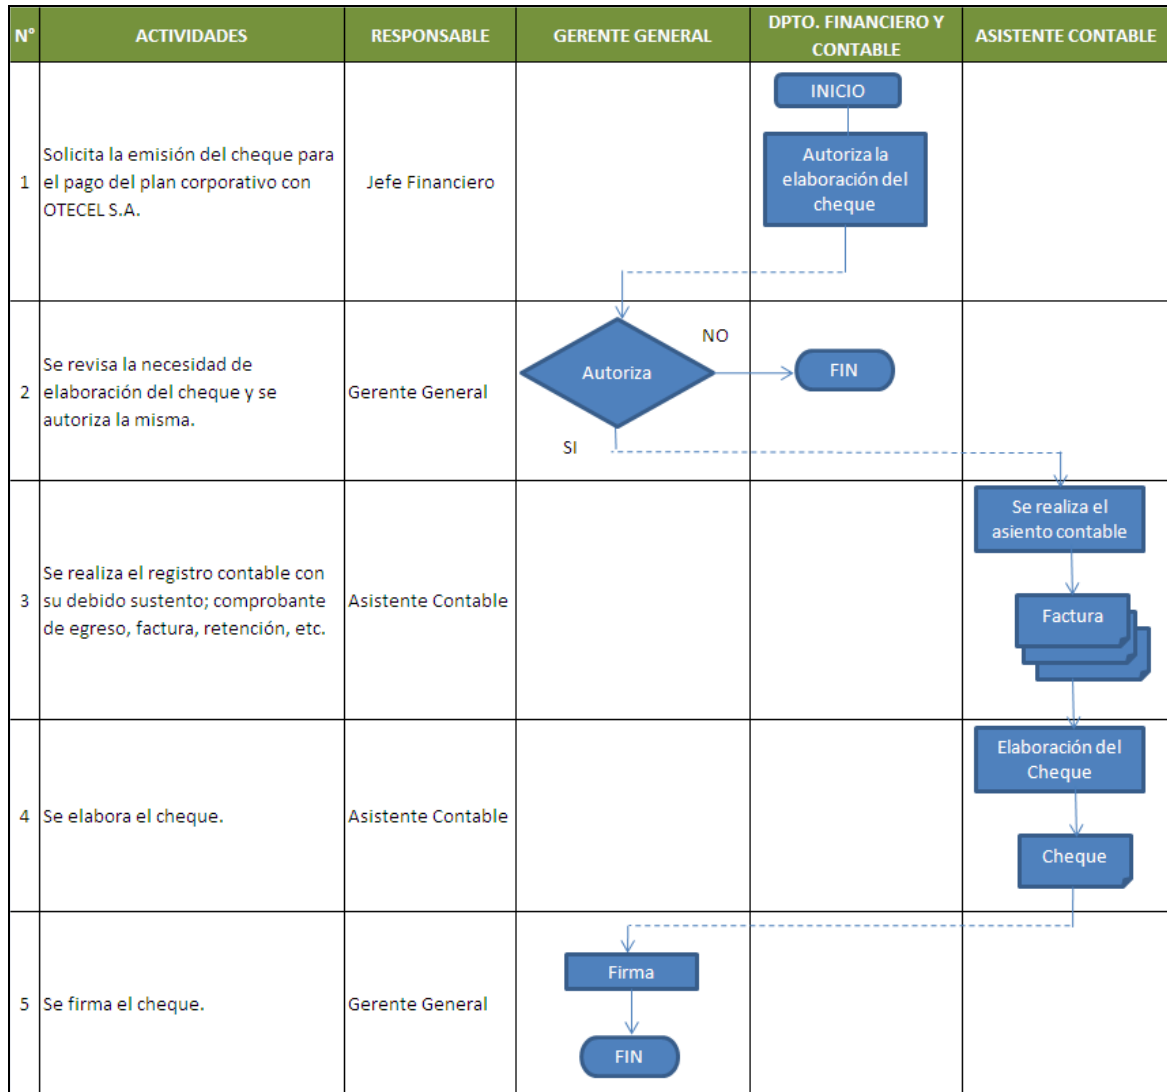 N°
ACTIVIDADES
RESPONSABLE
GERENTE GENERAL
DPTO. FINANCIERO Y
CONTABLE
ASISTENTE CONTABLE
1
Solicita la emisión del cheque para
el pago del plan corporativo con
OTECEL S.A.
Jefe Financiero
INICIO
Autoriza la
elaboración del
cheque
2
Se revisa la necesidad de
elaboración del cheque y se
autoriza la misma.
Gerente General
Autoriza
NO
FIN
SI
3
Se realiza el registro contable con
su debido sustento; comprobante
de egreso, factura, retención, etc.
Asistente Contable
Se realiza el
asiento contable
Factura
4
Se elabora el cheque.
Asistente Contable
Elaboración del
Cheque
Cheque
5
Se firma el cheque.
Gerente General
Firma
FIN